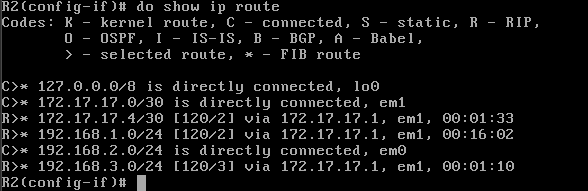 R2(config-if)# do show ip route
Codes: K - kernel route, C - connected, S - static, R - RIP,
O - OSPF, I - IS-IS, B - BGP, A - Babel,
> - selected route, * - FIB route
C>* 127.0.0.0/8 is directly connected, lo0
C>* 172.17.17.0/30 is directly connected, em1
R>* 172.17.17.4/30 [120/2] via 172.17.17.1, em1, 00:01:33
R>* 192.168.1.0/24 [120/2] via 172.17.17.1, em1, 00:16:02
C>* 192.168.2.0/24 is directly connected, em0
R>* 192.168.3.0/24 [120/3] via 172.17.17.1, em1, 00:01:10
R2(config-if)#